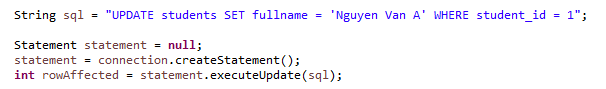 String sql = "UPDATE students SET fullname = 'Nguyen Van A' WHERE student_id = 1";
Statement statement = null;
statement = connection.createStatement();
int rowAffected = statement.executeUpdate(sql);